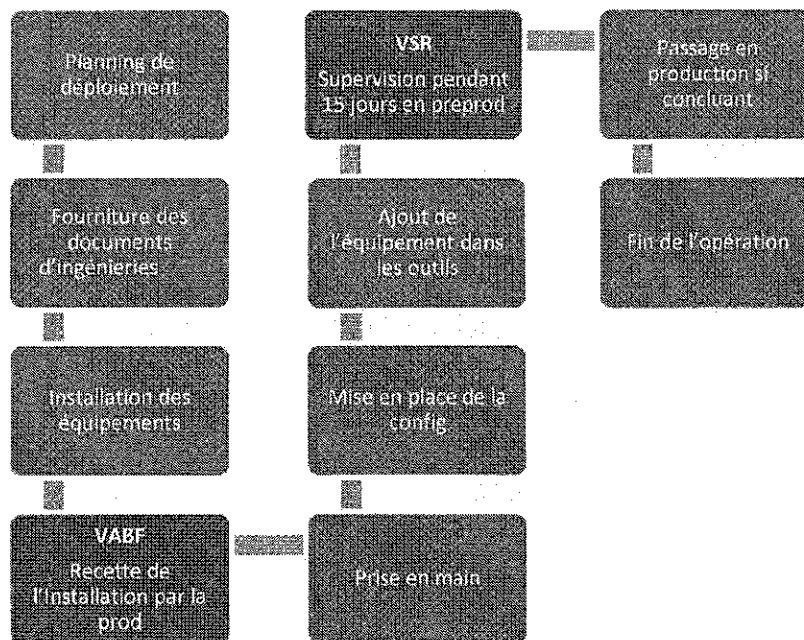 Planning de
déploiement
Fourniture des
documents
d'ingénieries
Installation des
équipements
VABF
Recette de
l'Installation par la
prod
Prise en main
Mise en place de la
config
Ajout de
l'équipement dans
les outils
VSR
Supervision pendant
15 jours en preprod
Passage en
production si
concluant
Fin de l'opération